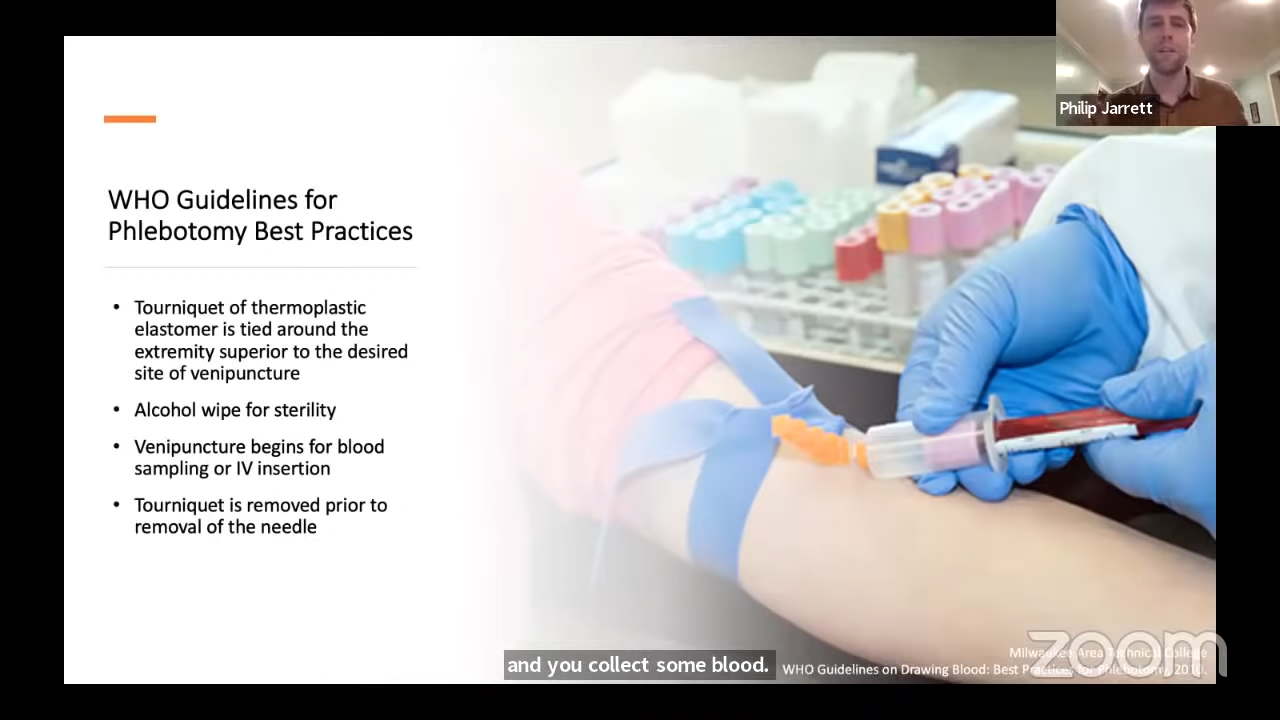 Philip Jarrett
WHO Guidelines for
Phlebotomy Best Practices
• Tourniquet of thermoplastic
elastomer is tied around the
extremity superior to the desired
site of venipuncture
• Alcohol wipe for sterility
• Venipuncture begins for blood
sampling or IV insertion
• Tourniquet is removed prior to
removal of the needle
and you collect some blood.
Milwaukee Area Technical College
WHO Guidelines on Drawing Blood: Best Practices for Phlebotomy. 2010.
zoom